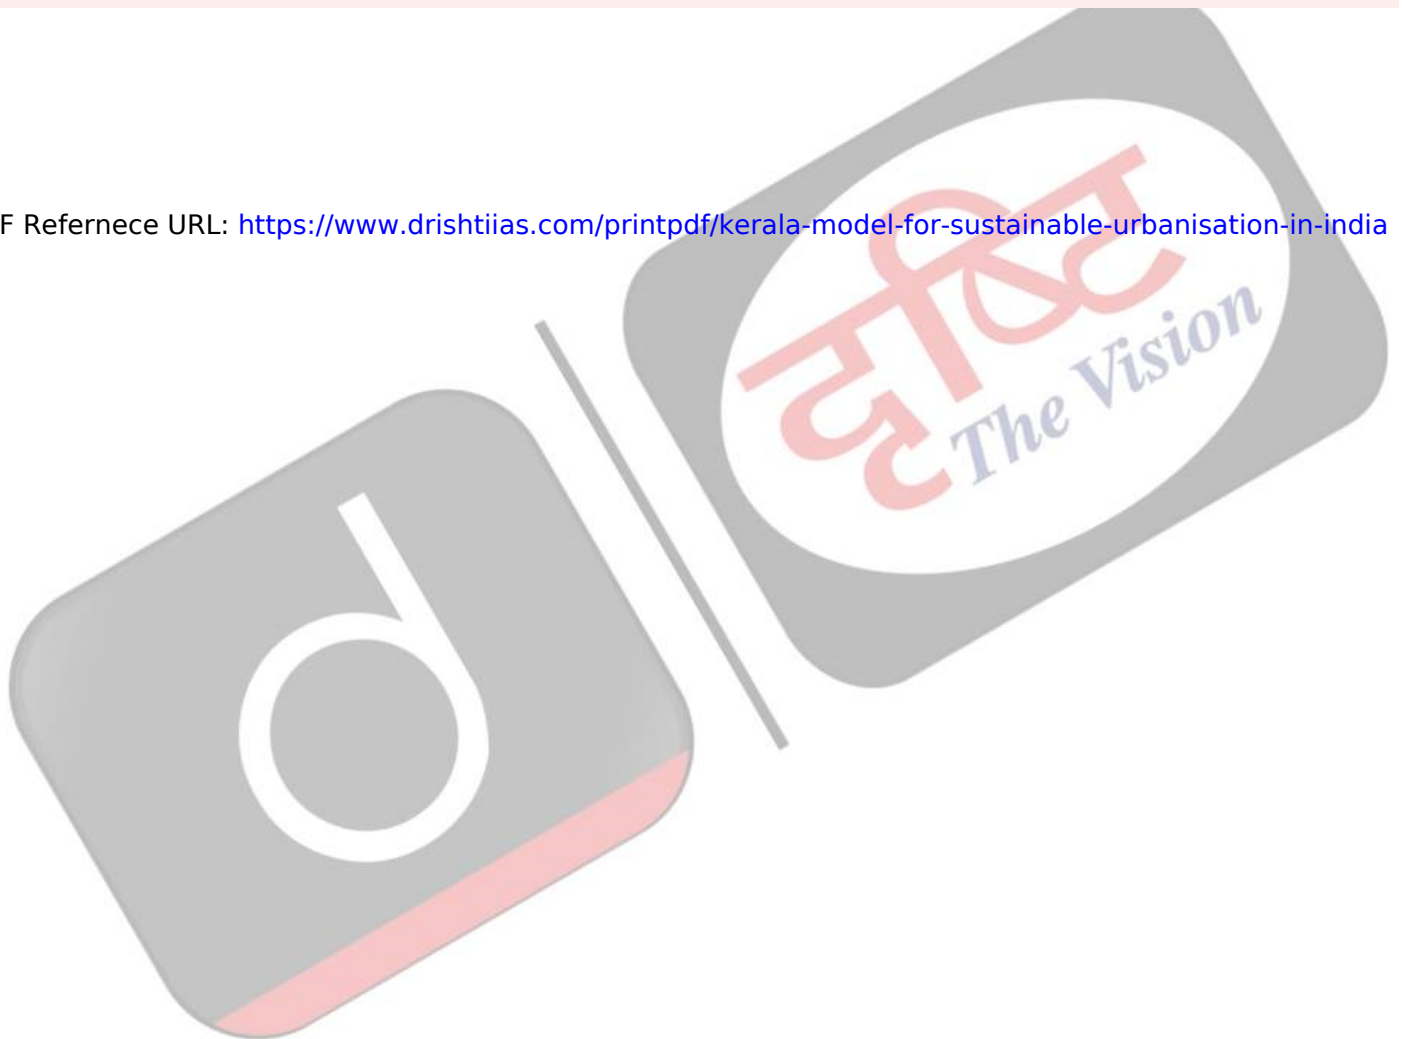 F Refernece URL: https://www.drishtiias.com/printpdf/kerala-model-for-sustainable-urbanisation-in-india
दृष्टि
The Vision
d